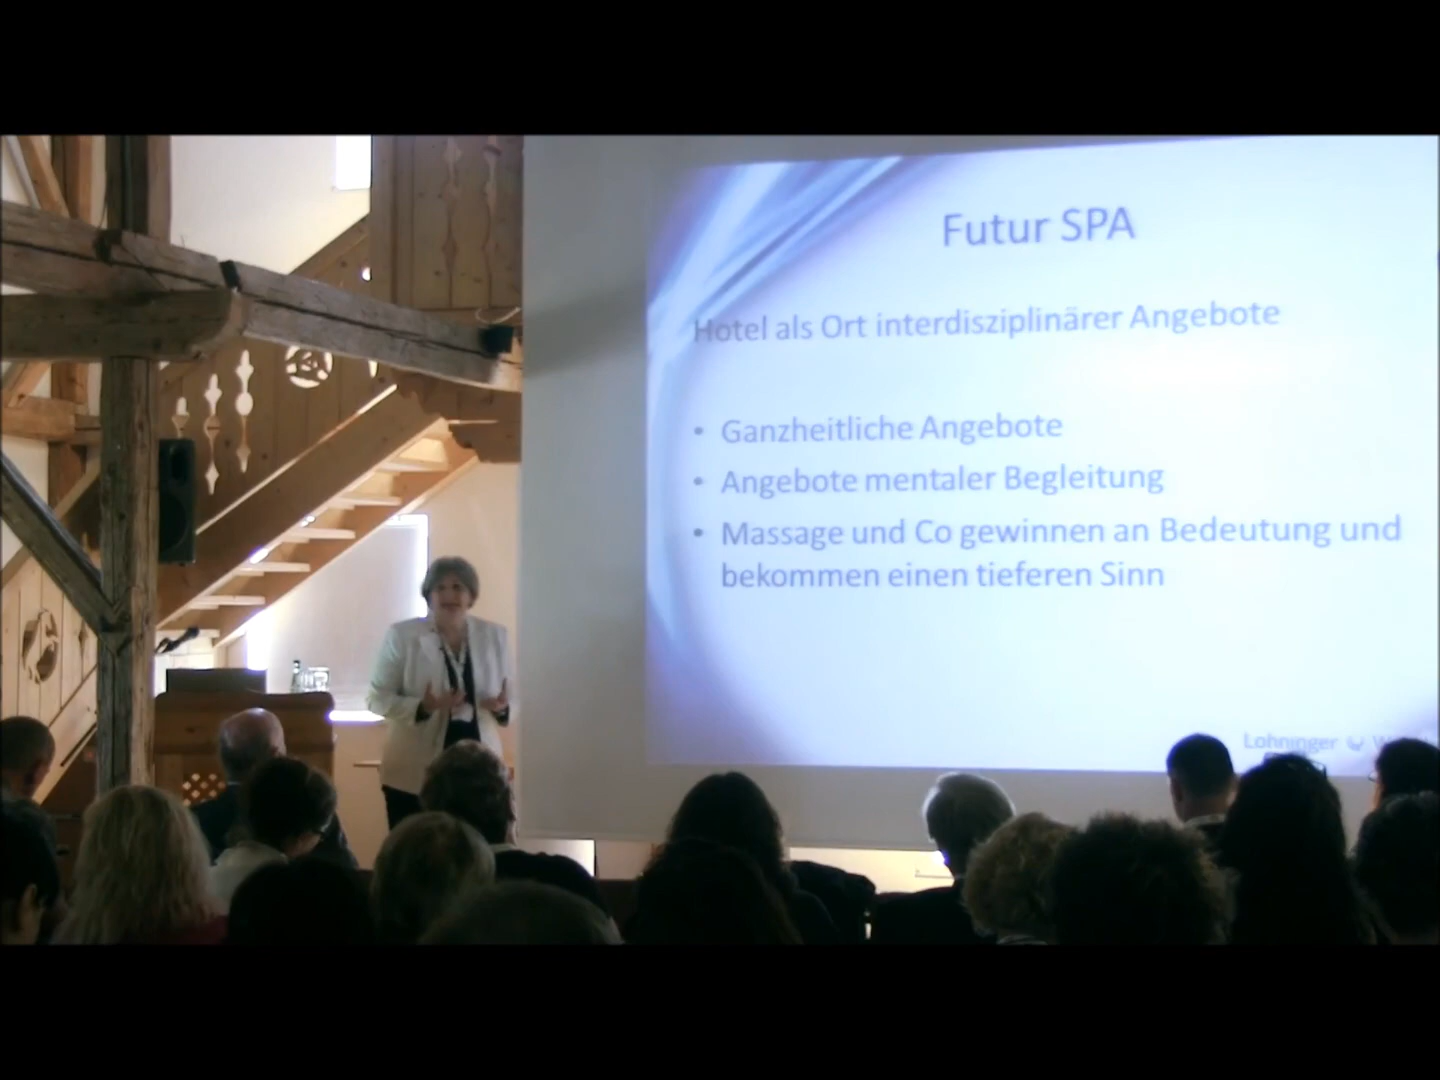 Futur SPA
Hotel als Ort interdisziplinärer Angebote
• Ganzheitliche Angebote
• Angebote mentaler Begleitung
• Massage und Co gewinnen an Bedeutung und
bekommen einen tieferen Sinn
Lohninger